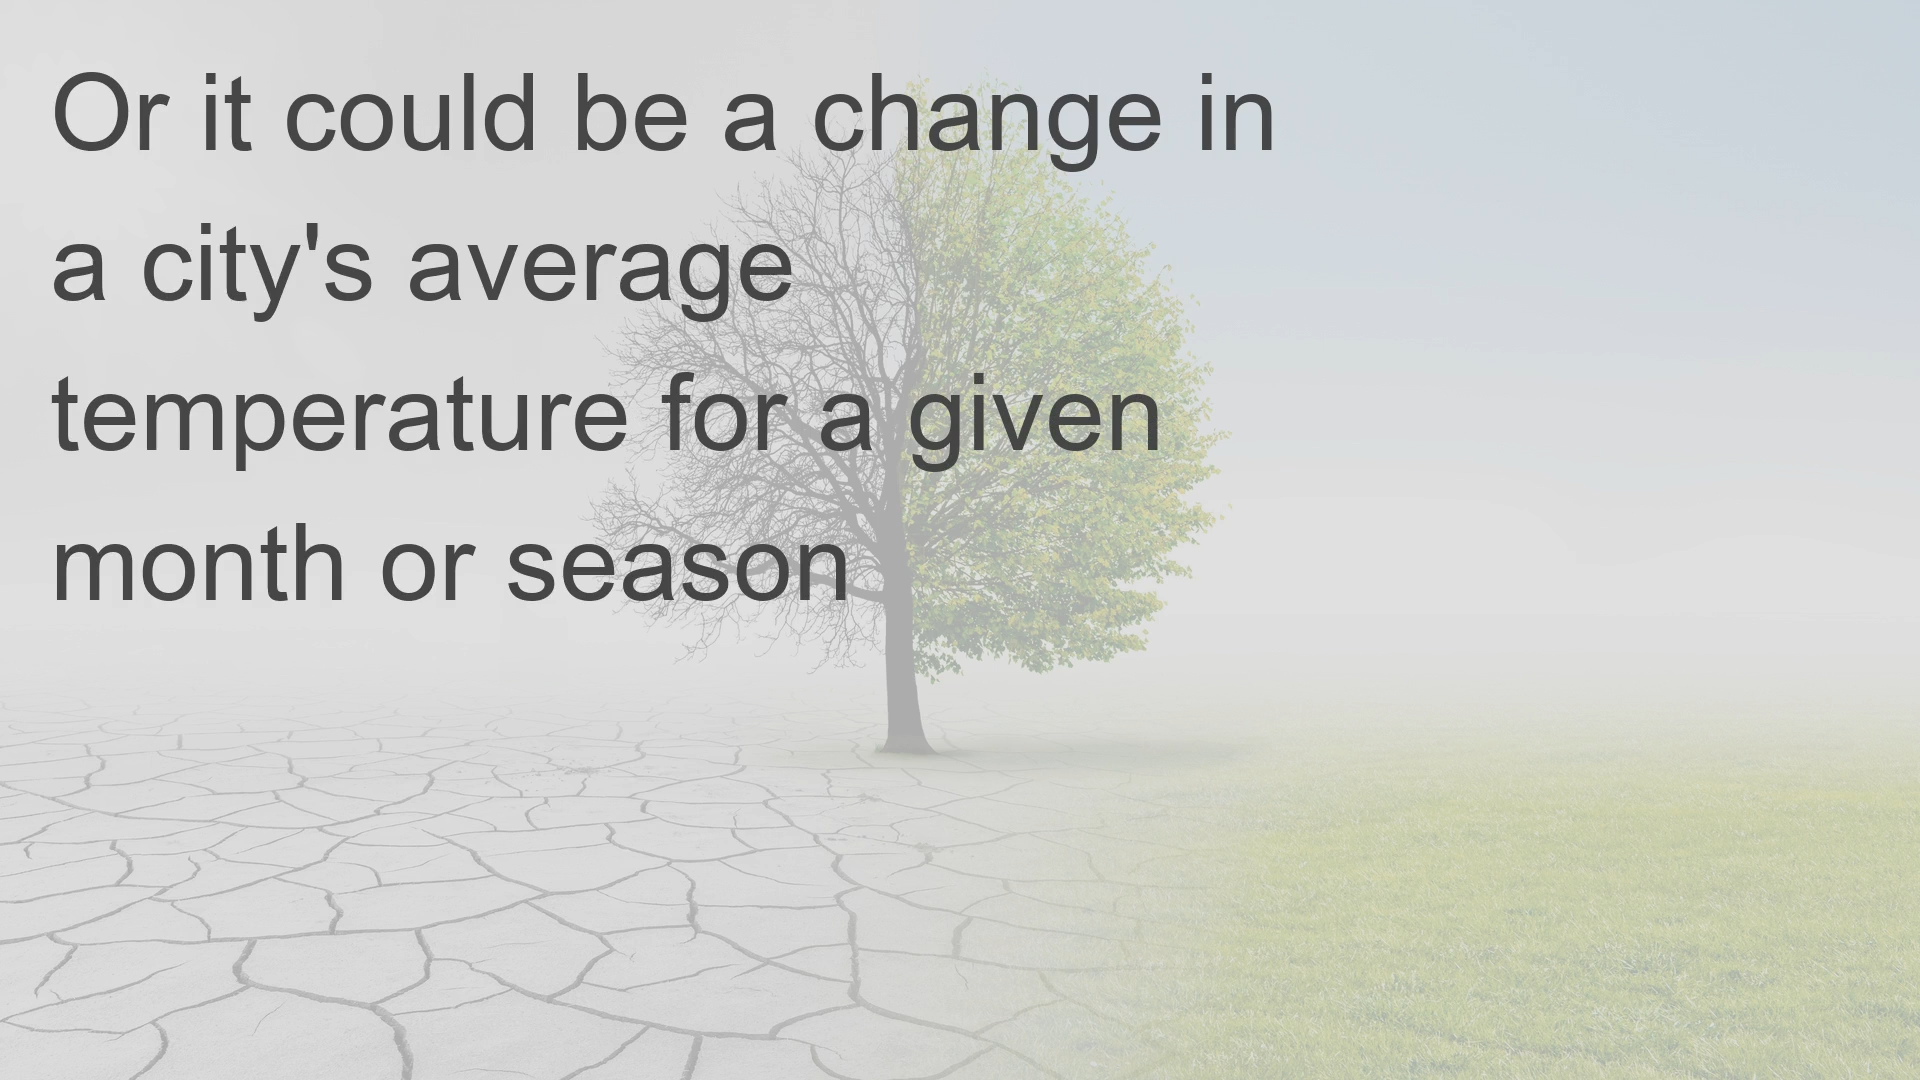 Or it could be a change in
a city's average
temperature for a given
month or season